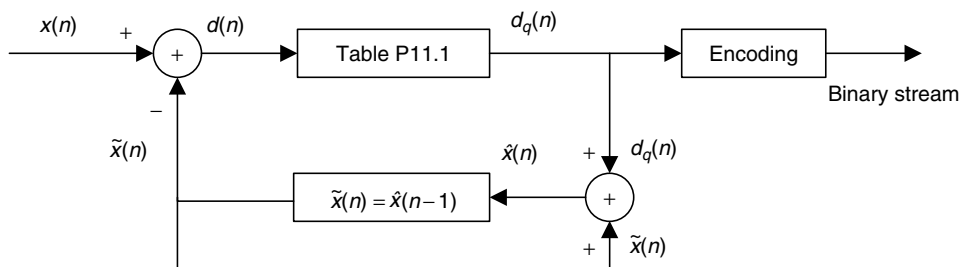 x(n)
+
d(n)
+
Table P11.1
d_q(n)
Encoding
Binary stream
−
x̃(n)
x̃(n) = x̂(n−1)
x̂(n)
+
d_q(n)
+
+
x̃(n)